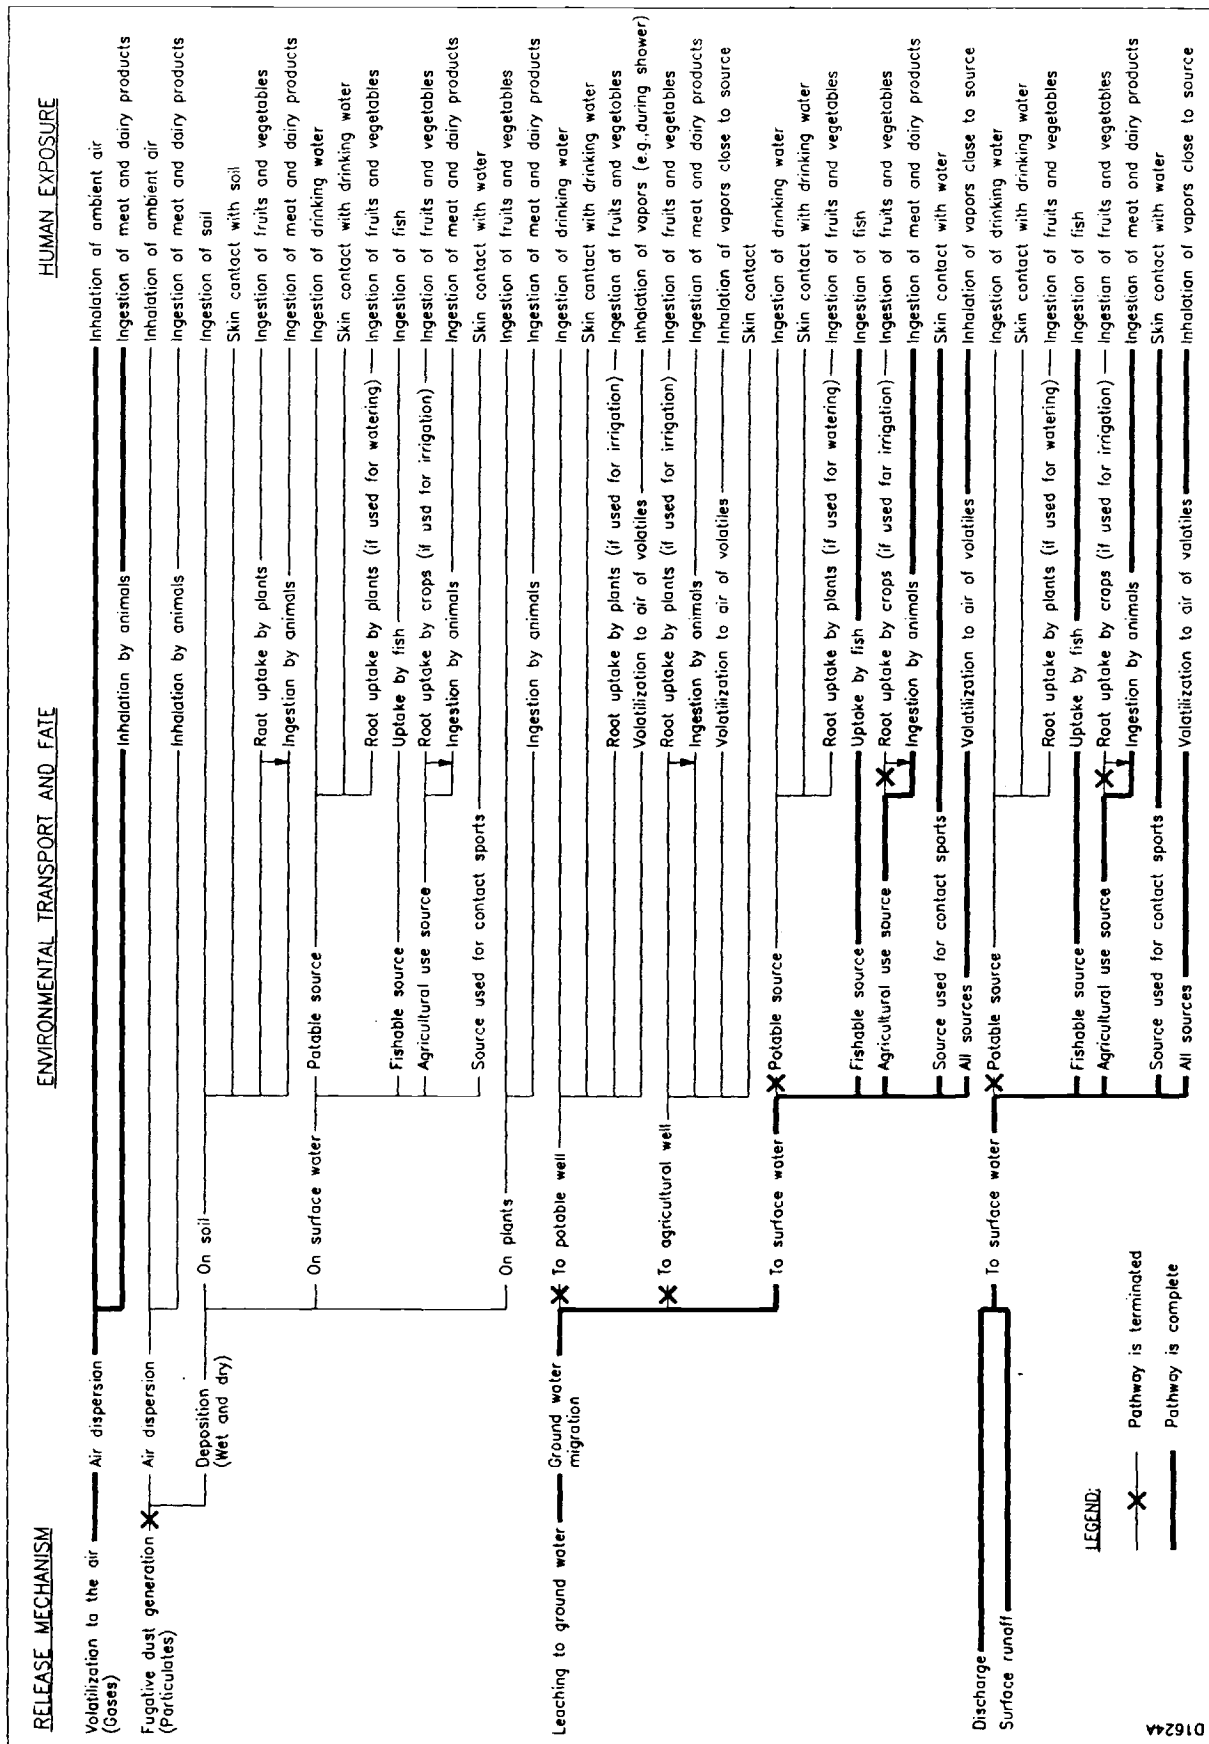 RELEASE MECHANISM
ENVIRONMENTAL TRANSPORT AND FATE
HUMAN EXPOSURE
Volatilization to the air
(Gases)
Air dispersion
Inhalation of ambient air
Inhalation by animals
Ingestion of meat and dairy products
Fugative dust generation
(Particulates)
Air dispersion
Inhalation of ambient air
Inhalation by animals
Ingestion of meat and dairy products
Deposition
(Wet and dry)
On soil
Ingestion of soil
Skin contact with soil
Root uptake by plants
Ingestion of fruits and vegetables
Ingestion by animals
Ingestion of meat and dairy products
On surface water
Potable source
Ingestion of drinking water
Skin contact with drinking water
Root uptake by plants (if used for watering)
Ingestion of fruits and vegetables
Fishable source
Uptake by fish
Ingestion of fish
Agricultural use source
Root uptake by crops (if usd for irrigation)
Ingestion of fruits and vegetables
Ingestion by animals
Ingestion of meat and dairy products
Source used for contact sports
Skin contact with water
On plants
Ingestion of fruits and vegetables
Ingestion by animals
Ingestion of meat and dairy products
Leaching to ground water
Ground water
migration
To potable well
Ingestion of drinking water
Skin contact with drinking water
Root uptake by plants (if used for irrigation)
Ingestion of fruits and vegetables
Volatilization to air of volatiles
Inhalation of vapors (e.g.,during shower)
To agricultural well
Root uptake by plants (if used for irrigation)
Ingestion of fruits and vegetables
Ingestion by animals
Ingestion of meat and dairy products
Volatilization to air of volatiles
Inhalation of vapors close to source
Skin contact
To surface water
Potable source
Ingestion of drinking water
Skin contact with drinking water
Root uptake by plants (if used for watering)
Ingestion of fruits and vegetables
Fishable source
Uptake by fish
Ingestion of fish
Agricultural use source
Root uptake by crops (if used for irrigation)
Ingestion of fruits and vegetables
Ingestion by animals
Ingestion of meat and dairy products
Source used for contact sports
Skin contact with water
All sources
Volatilization to air of volatiles
Inhalation of vapors close to source
Discharge
Surface runoff
To surface water
Potable source
Ingestion of drinking water
Skin contact with water
Root uptake by plants (if used for watering)
Ingestion of fruits and vegetables
Fishable source
Uptake by fish
Ingestion of fish
Agricultural use source
Root uptake by crops (if used for irrigation)
Ingestion of fruits and vegetables
Ingestion by animals
Ingestion of meat and dairy products
Source used for contact sports
Skin contact with water
All sources
Volatilization to air of volatiles
Inhalation of vapors close to source
LEGEND:
Pathway is terminated
Pathway is complete
D1624A